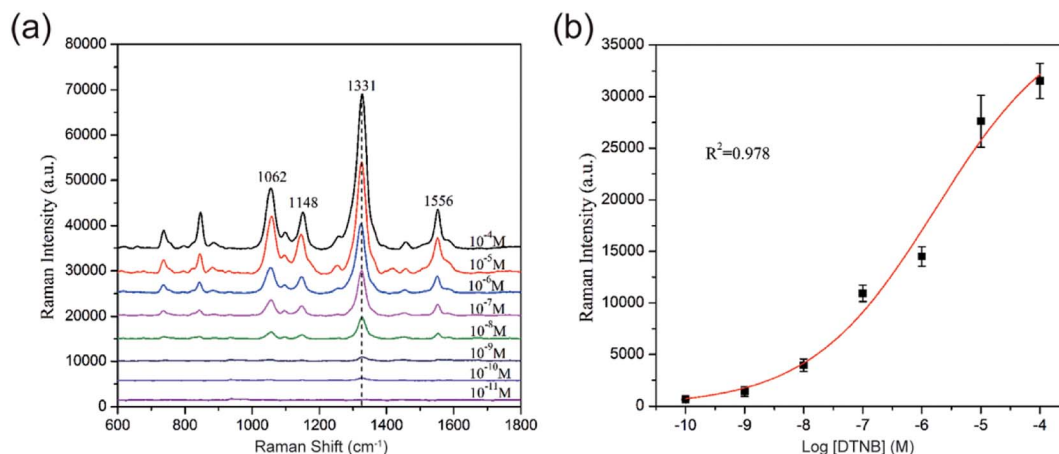 (a)
80000
70000
60000
50000
40000
30000
20000
10000
0
Raman Intensity (a.u.)
1331
1062
1148
1556
10⁻⁴M
10⁻⁵M
10⁻⁶M
10⁻⁷M
10⁻⁸M
10⁻⁹M
10⁻¹⁰M
10⁻¹¹M
600 800 1000 1200 1400 1600 1800
Raman Shift (cm⁻¹)
(b)
35000
30000
25000
20000
15000
10000
5000
0
Raman Intensity (a.u.)
R²=0.978
-10 -9 -8 -7 -6 -5 -4
Log [DTNB] (M)